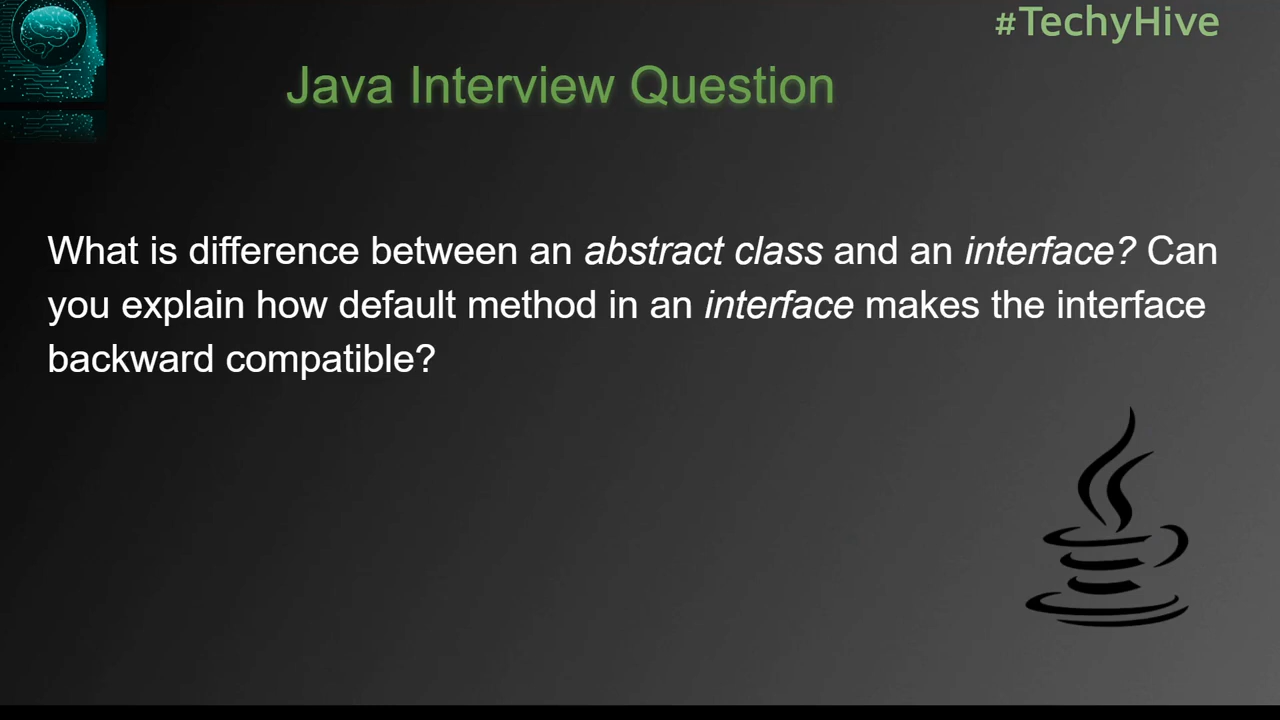 #TechyHive
Java Interview Question
What is difference between an abstract class and an interface? Can
you explain how default method in an interface makes the interface
backward compatible?